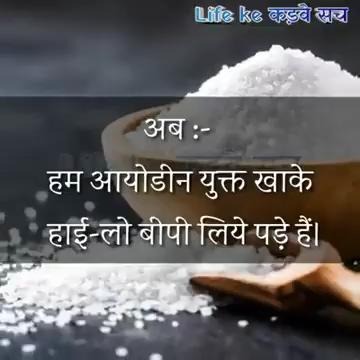 Life ke कड़वे सच
अब :-
हम आयोडीन युक्त खाके
हाई-लो बीपी लिये पड़े हैं।